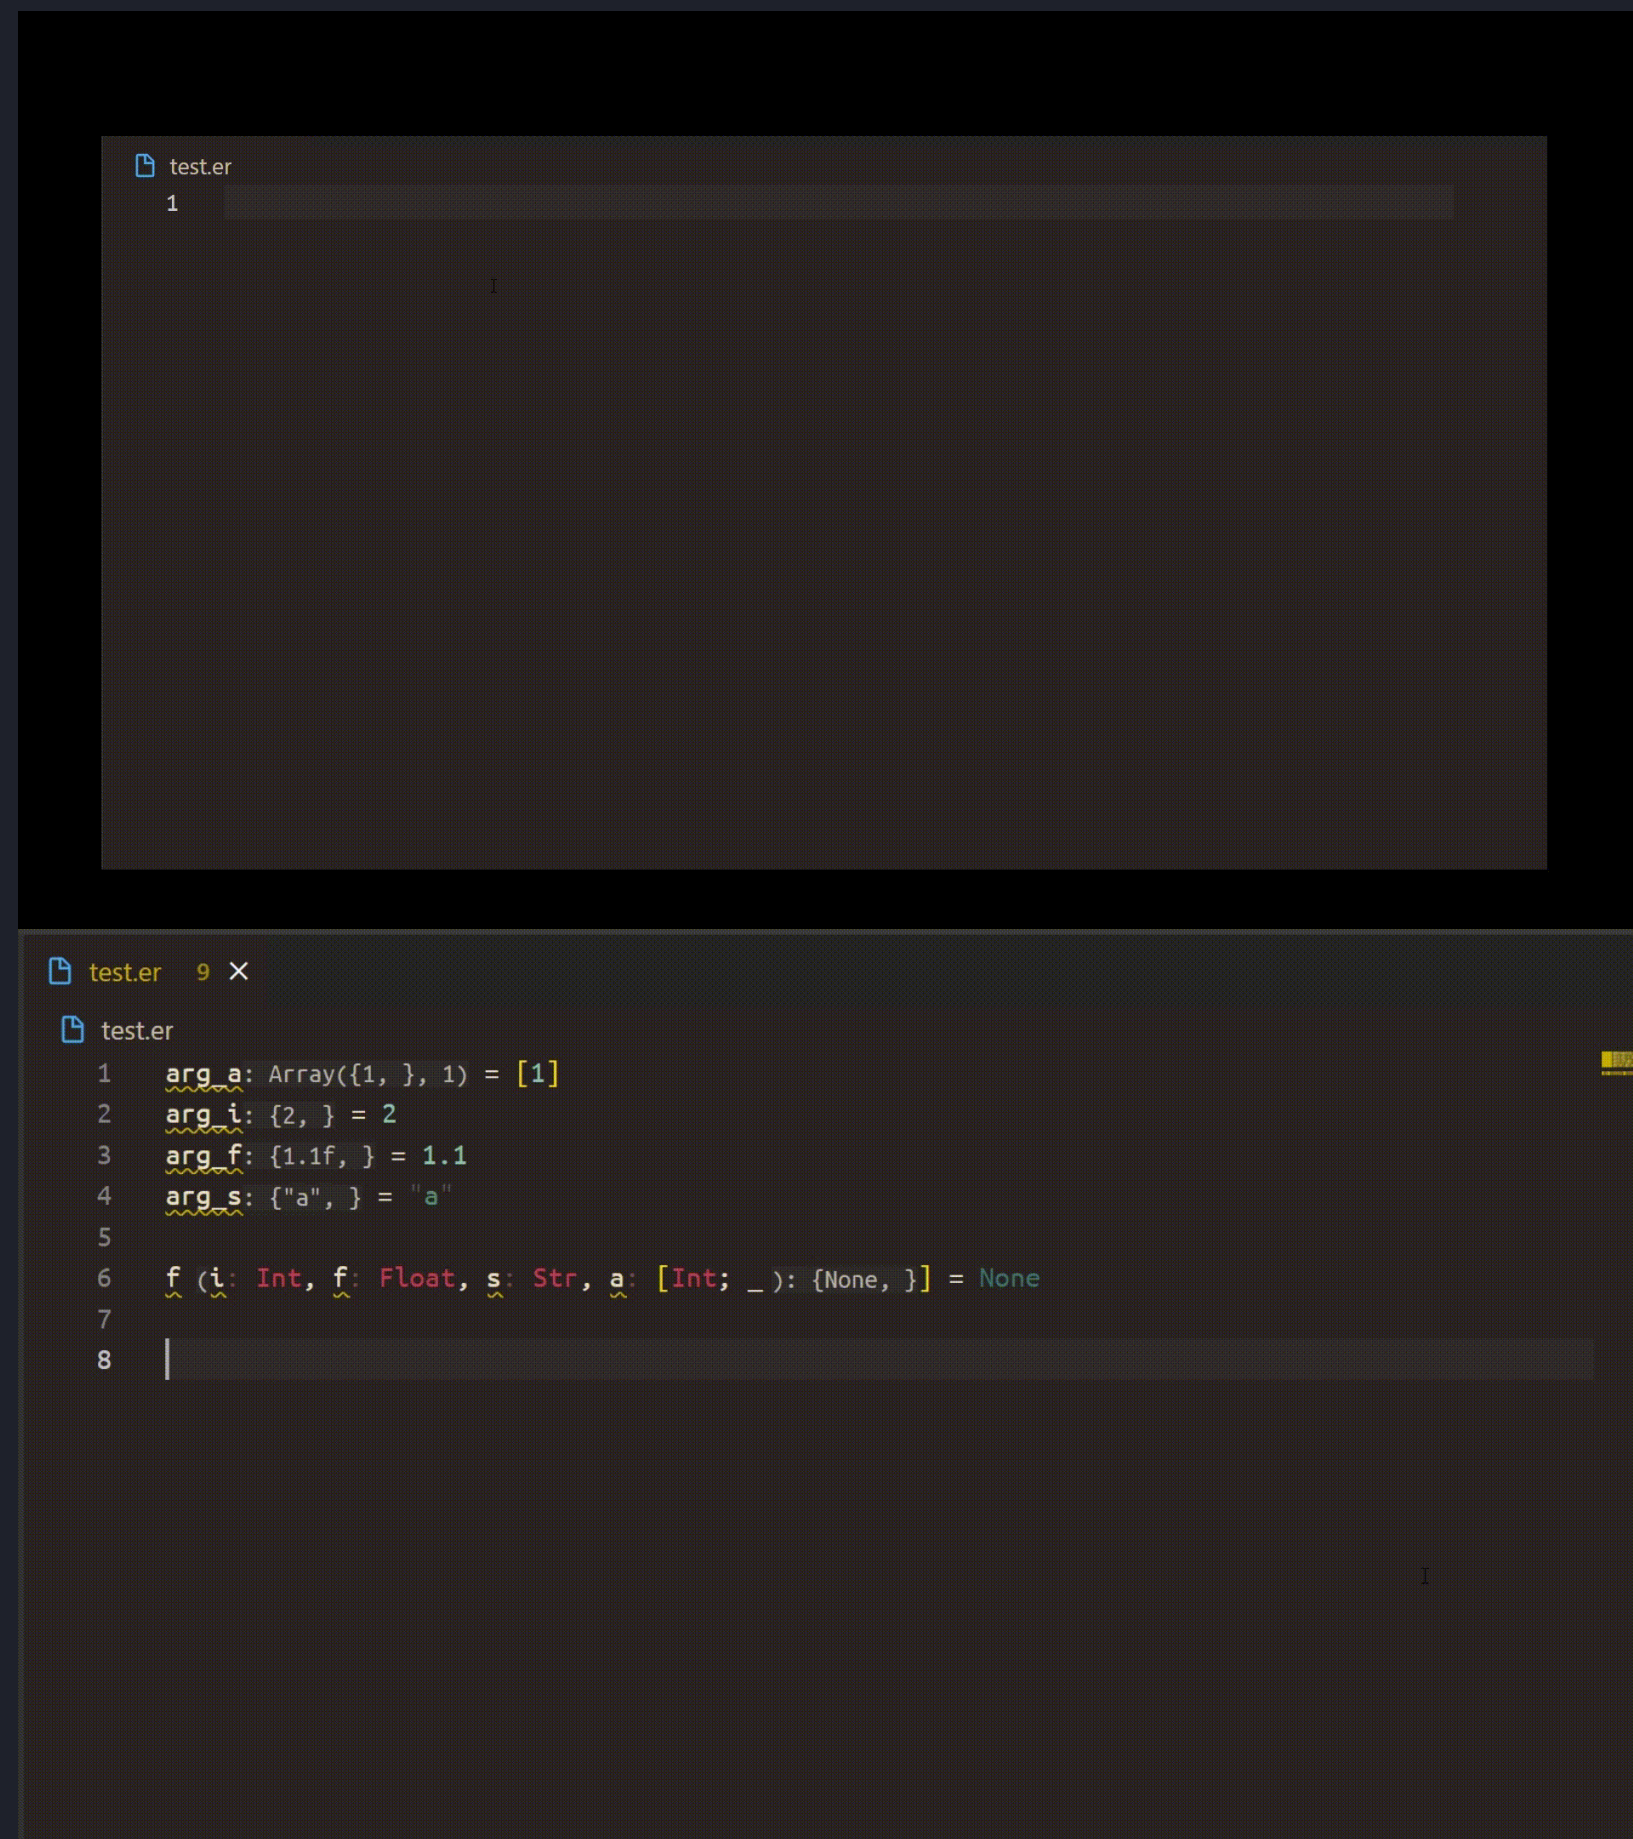 test.er
1
test.er 9
test.er
1 arg_a: Array({1, }, 1) = [1]
2 arg_i: {2, } = 2
3 arg_f: {1.1f, } = 1.1
4 arg_s: {"a", } = "a"
5
6 f (i: Int, f: Float, s: Str, a: [Int; _ ): {None, }] = None
7
8